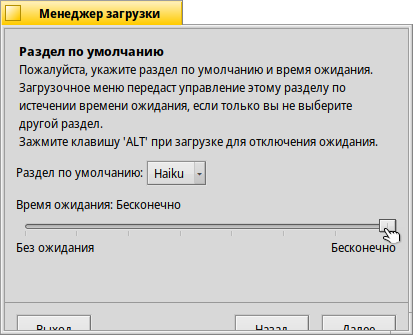 Менеджер загрузки
Раздел по умолчанию
Пожалуйста, укажите раздел по умолчанию и время ожидания.
Загрузочное меню передаст управление этому разделу по
истечении времени ожидания, если только вы не выберите
другой раздел.
Зажмите клавишу 'ALT' при загрузке для отключения ожидания.
Раздел по умолчанию: Haiku
Время ожидания: Бесконечно
Без ожидания Бесконечно
Выход Назад Далее